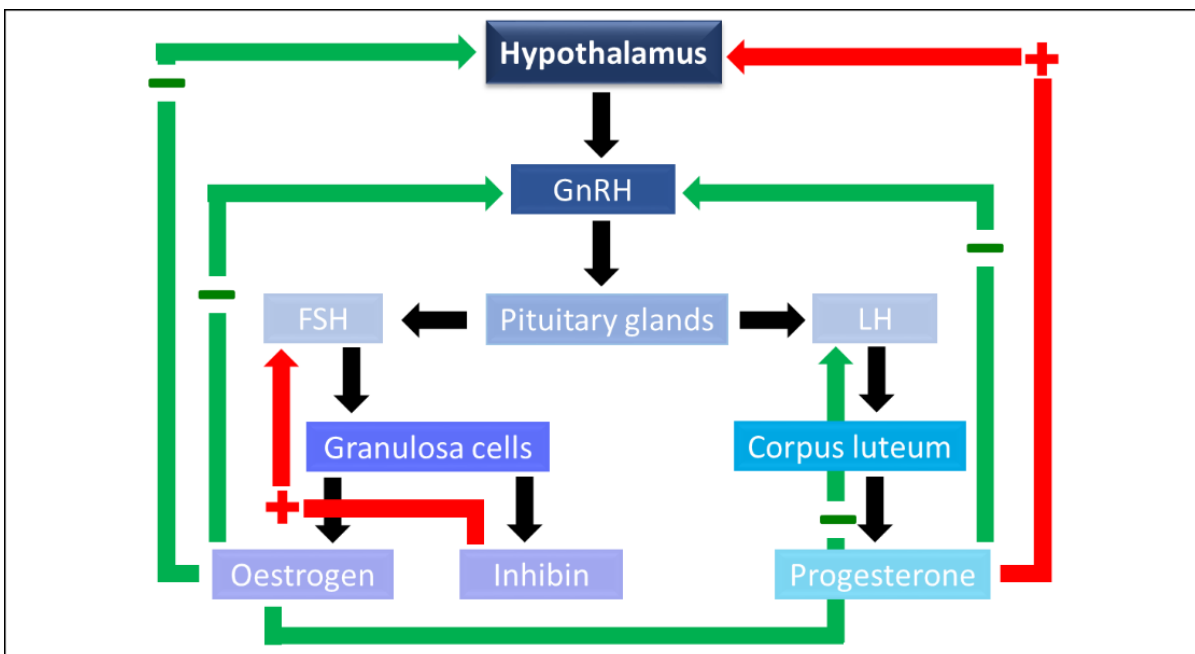 Hypothalamus
GnRH
FSH
Pituitary glands
LH
Granulosa cells
Corpus luteum
Oestrogen
Inhibin
Progesterone